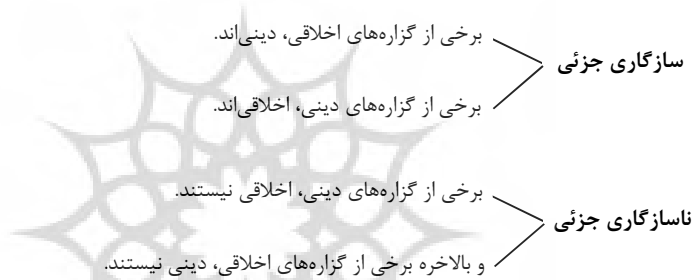 برخی از گزاره‌های اخلاقی، دینی‌اند.
سازگاری جزئی
برخی از گزاره‌های دینی، اخلاقی‌اند.
برخی از گزاره‌های دینی، اخلاقی نیستند.
ناسازگاری جزئی
و بالاخره برخی از گزاره‌های اخلاقی، دینی نیستند.